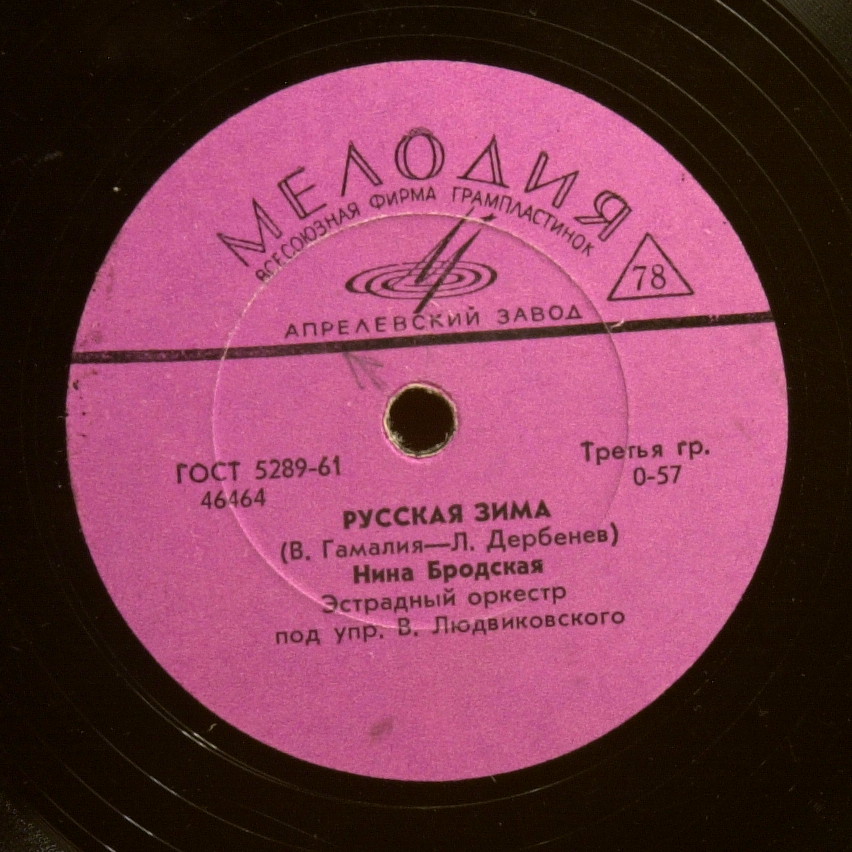 МЕЛОДИЯ
ВСЕСОЮЗНАЯ ФИРМА ГРАМПЛАСТИНОК
78
АПРЕЛЕВСКИЙ ЗАВОД
ГОСТ 5289-61
46464
Третья гр.
0-57
РУССКАЯ ЗИМА
(В. Гамалия—Л. Дербенев)
Нина Бродская
Эстрадный оркестр
под упр. В. Людвиковского